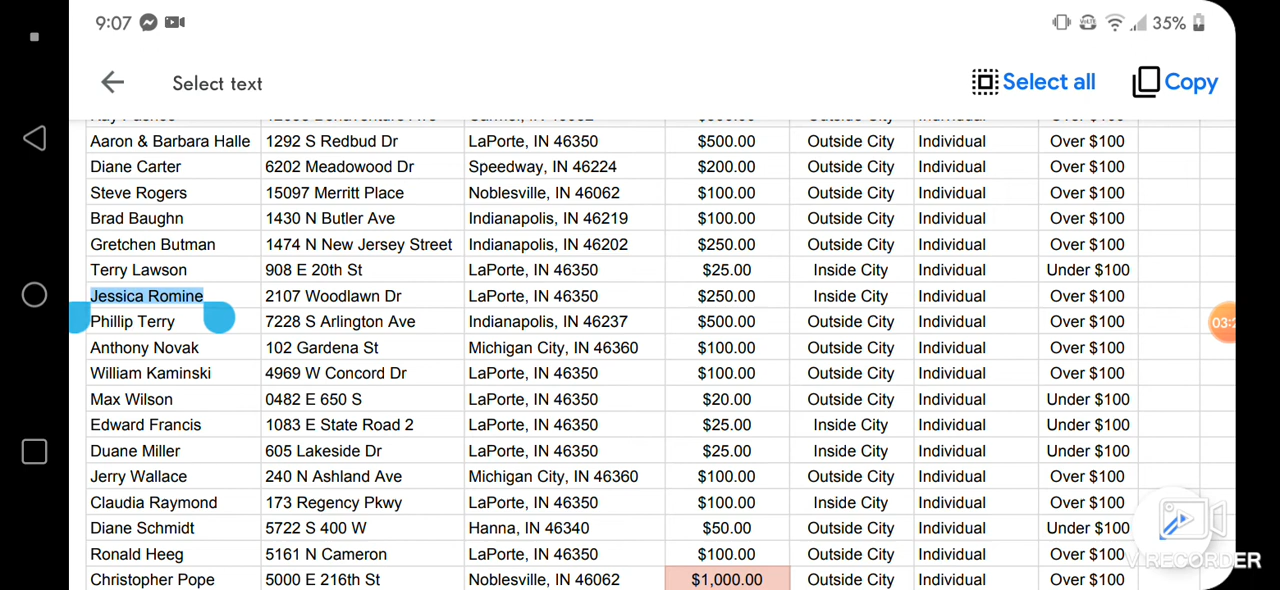 9:07 35%
Select text Select all Copy
Aaron & Barbara Halle 1292 S Redbud Dr LaPorte, IN 46350 $500.00 Outside City Individual Over $100
Diane Carter 6202 Meadowood Dr Speedway, IN 46224 $200.00 Outside City Individual Over $100
Steve Rogers 15097 Merritt Place Noblesville, IN 46062 $100.00 Outside City Individual Over $100
Brad Baughn 1430 N Butler Ave Indianapolis, IN 46219 $100.00 Outside City Individual Over $100
Gretchen Butman 1474 N New Jersey Street Indianapolis, IN 46202 $250.00 Outside City Individual Over $100
Terry Lawson 908 E 20th St LaPorte, IN 46350 $25.00 Inside City Individual Under $100
Jessica Romine 2107 Woodlawn Dr LaPorte, IN 46350 $250.00 Inside City Individual Over $100
Phillip Terry 7228 S Arlington Ave Indianapolis, IN 46237 $500.00 Outside City Individual Over $100
Anthony Novak 102 Gardena St Michigan City, IN 46360 $100.00 Outside City Individual Over $100
William Kaminski 4969 W Concord Dr LaPorte, IN 46350 $100.00 Outside City Individual Over $100
Max Wilson 0482 E 650 S LaPorte, IN 46350 $20.00 Outside City Individual Under $100
Edward Francis 1083 E State Road 2 LaPorte, IN 46350 $25.00 Inside City Individual Under $100
Duane Miller 605 Lakeside Dr LaPorte, IN 46350 $25.00 Inside City Individual Under $100
Jerry Wallace 240 N Ashland Ave Michigan City, IN 46360 $100.00 Outside City Individual Over $100
Claudia Raymond 173 Regency Pkwy LaPorte, IN 46350 $100.00 Inside City Individual Over $100
Diane Schmidt 5722 S 400 W Hanna, IN 46340 $50.00 Outside City Individual Under $100
Ronald Heeg 5161 N Cameron LaPorte, IN 46350 $100.00 Outside City Individual Over $100
V RECORDER
Christopher Pope 5000 E 216th St Noblesville, IN 46062 $1,000.00 Outside City Individual Over $100